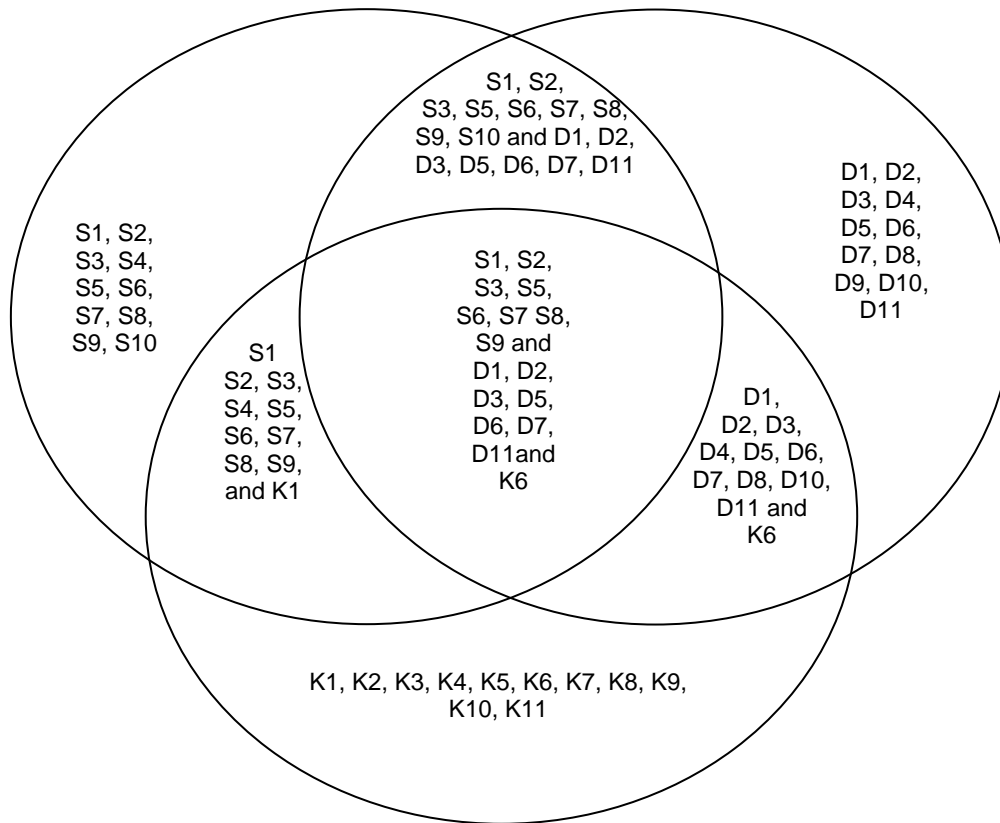 S1, S2,
S3, S5, S6, S7, S8,
S9, S10 and D1, D2,
D3, D5, D6, D7, D11
D1, D2,
D3, D4,
D5, D6,
D7, D8,
D9, D10,
D11
S1, S2,
S3, S4,
S5, S6,
S7, S8,
S9, S10
S1, S2,
S3, S5,
S6, S7 S8,
S9 and
D1, D2,
D3, D5,
D6, D7,
D11and
K6
S1
S2, S3,
S4, S5,
S6, S7,
S8, S9,
and K1
D1,
D2, D3,
D4, D5, D6,
D7, D8, D10,
D11 and
K6
K1, K2, K3, K4, K5, K6, K7, K8, K9,
K10, K11